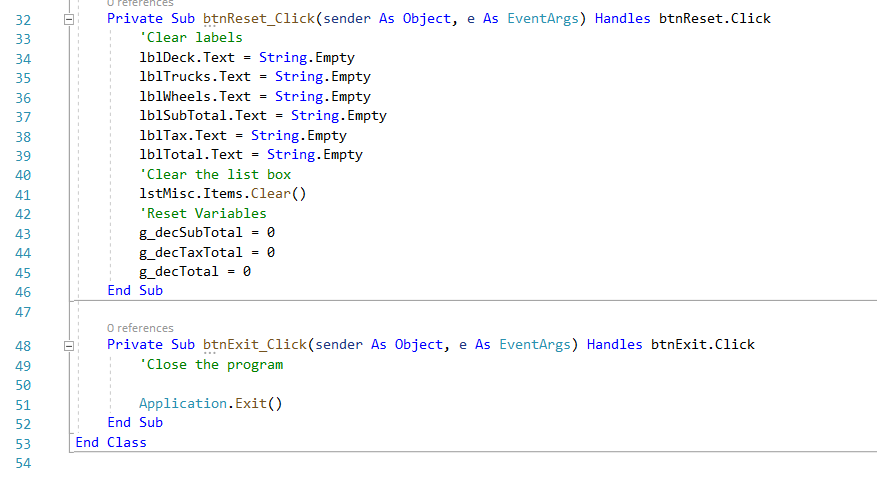 0 references
32 Private Sub btnReset_Click(sender As Object, e As EventArgs) Handles btnReset.Click
33 'Clear labels
34 lblDeck.Text = String.Empty
35 lblTrucks.Text = String.Empty
36 lblWheels.Text = String.Empty
37 lblSubTotal.Text = String.Empty
38 lblTax.Text = String.Empty
39 lblTotal.Text = String.Empty
40 'Clear the list box
41 lstMisc.Items.Clear()
42 'Reset Variables
43 g_decSubTotal = 0
44 g_decTaxTotal = 0
45 g_decTotal = 0
46 End Sub
47
0 references
48 Private Sub btnExit_Click(sender As Object, e As EventArgs) Handles btnExit.Click
49 'Close the program
50
51 Application.Exit()
52 End Sub
53 End Class
54